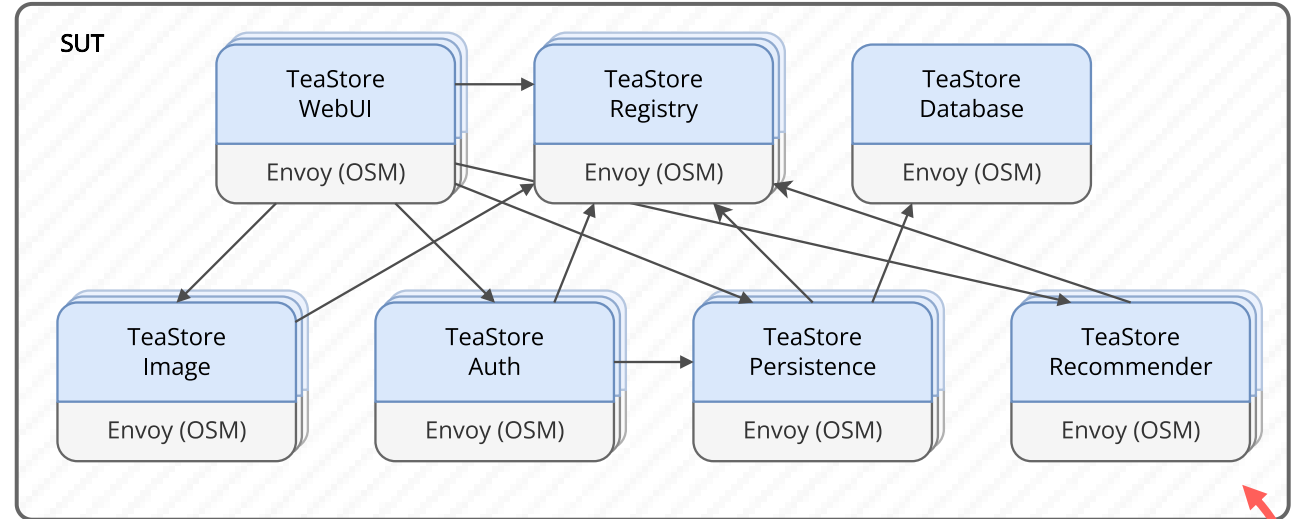 SUT
TeaStore
WebUI
Envoy (OSM)
TeaStore
Registry
Envoy (OSM)
TeaStore
Database
Envoy (OSM)
TeaStore
Image
Envoy (OSM)
TeaStore
Auth
Envoy (OSM)
TeaStore
Persistence
Envoy (OSM)
TeaStore
Recommender
Envoy (OSM)